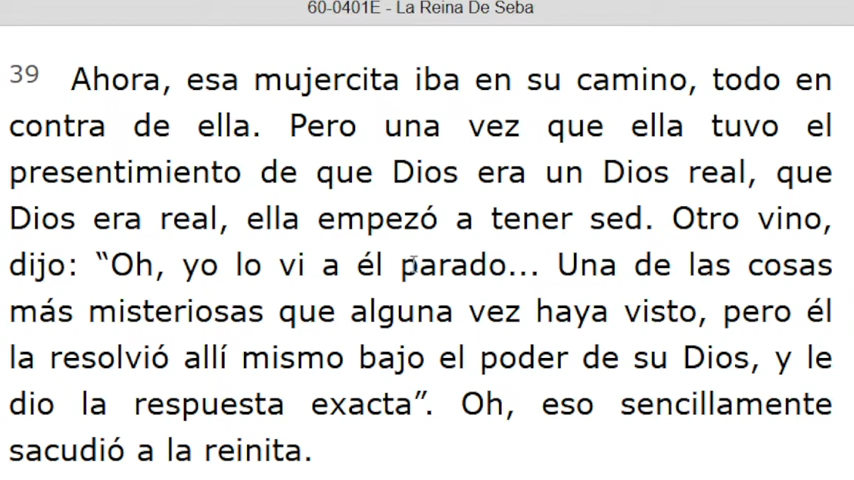 60-0401E - La Reina De Seba
39 Ahora, esa mujercita iba en su camino, todo en
contra de ella. Pero una vez que ella tuvo el
presentimiento de que Dios era un Dios real, que
Dios era real, ella empezó a tener sed. Otro vino,
dijo: “Oh, yo lo vi a él parado... Una de las cosas
más misteriosas que alguna vez haya visto, pero él
la resolvió allí mismo bajo el poder de su Dios, y le
dio la respuesta exacta”. Oh, eso sencillamente
sacudió a la reinita.